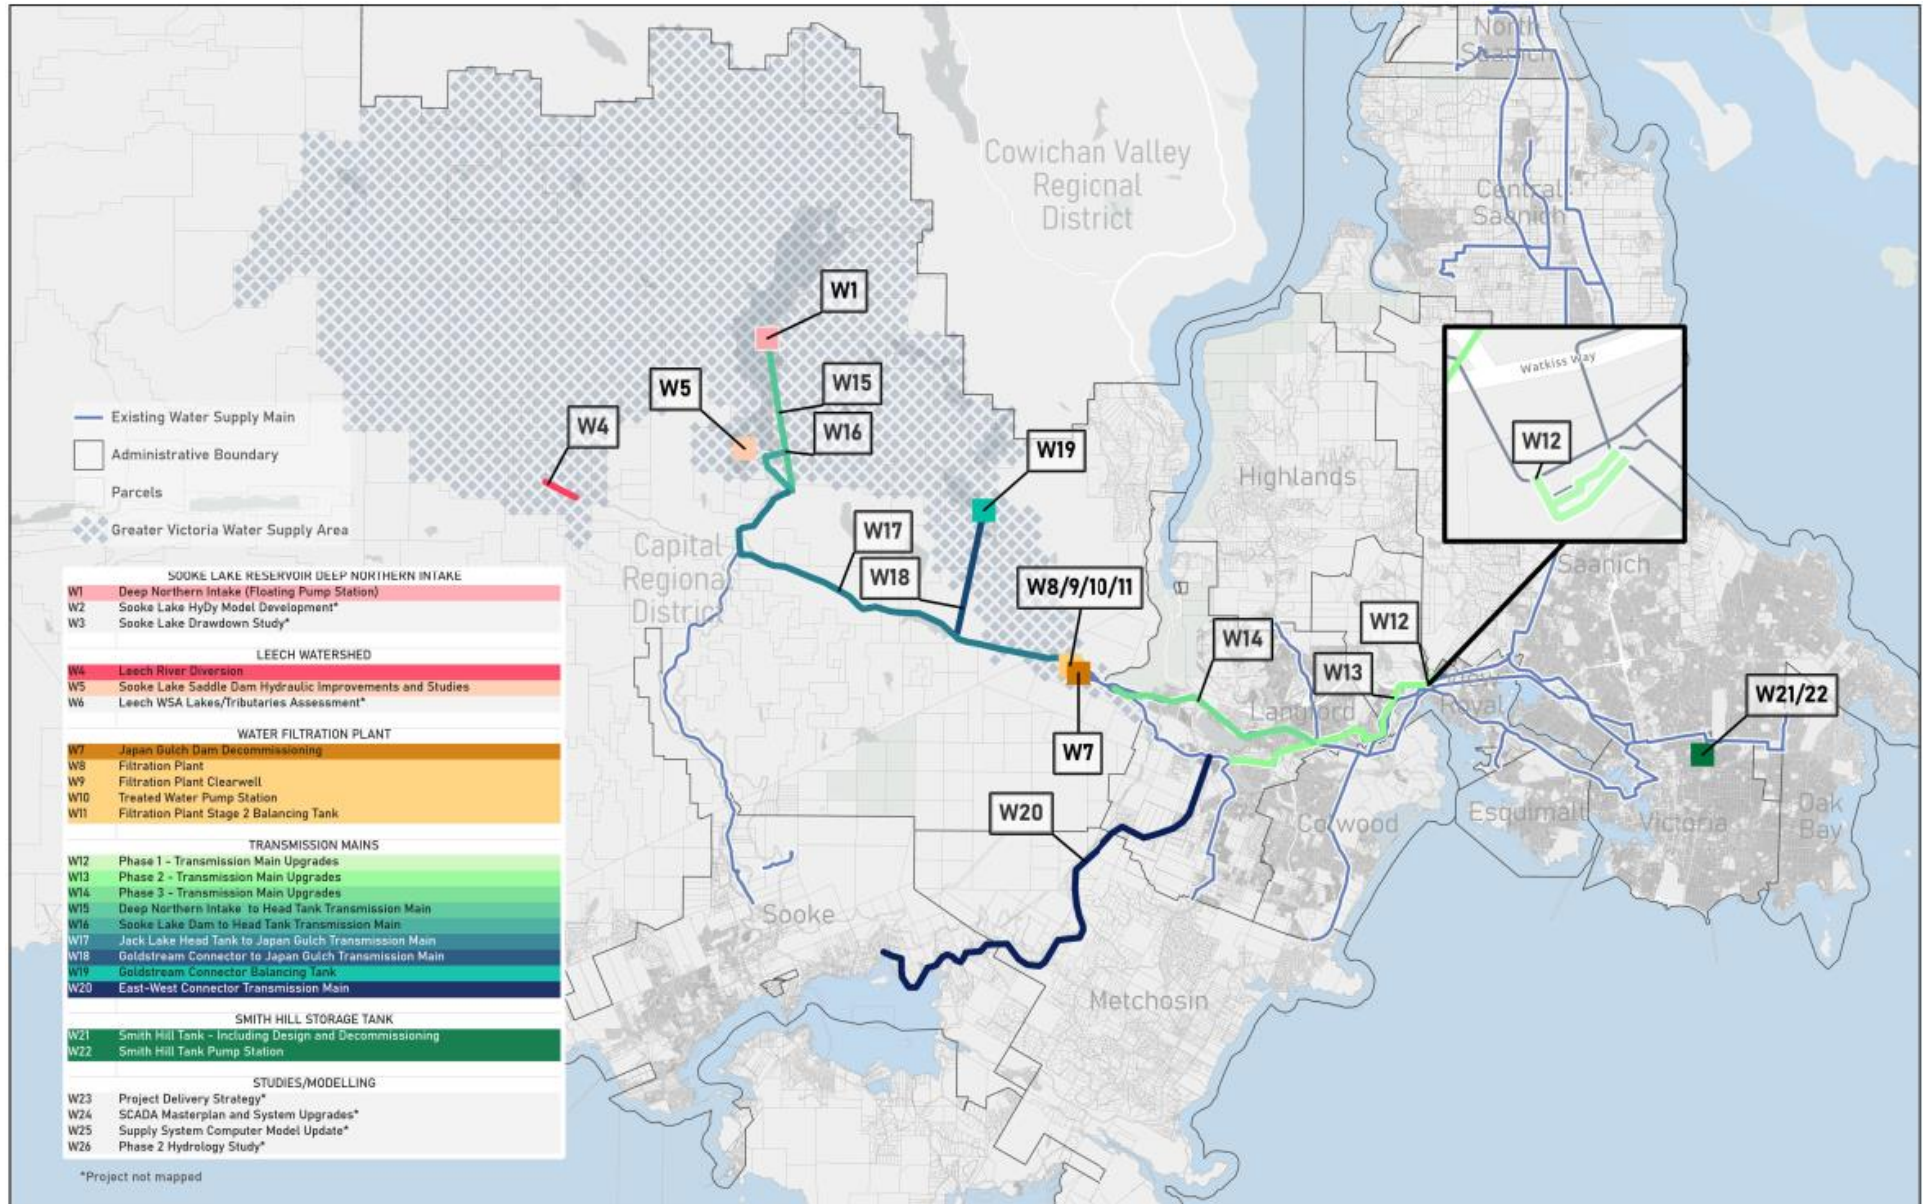 North
Saanich
Cowichan Valley
Regional
District
Central
Saanich
W1
W15
W5
W16
W4
W19
Watkiss Way
W12
Highlands
Existing Water Supply Main
Administrative Boundary
Parcels
Greater Victoria Water Supply Area
Capital
Regional
District
W17
W18
W8/9/10/11
Saanich
W12
W14
W13
Langford
Royal
W21/22
W7
W20
Colwood
Esquimalt
Victoria
Oak
Bay
Sooke
Metchosin
SOOKE LAKE RESERVOIR DEEP NORTHERN INTAKE
W1 Deep Northern Intake (Floating Pump Station)
W2 Sooke Lake HyDy Model Development*
W3 Sooke Lake Drawdown Study*
LEECH WATERSHED
W4 Leech River Diversion
W5 Sooke Lake Saddle Dam Hydraulic Improvements and Studies
W6 Leech WSA Lakes/Tributaries Assessment*
WATER FILTRATION PLANT
W7 Japan Gulch Dam Decommissioning
W8 Filtration Plant
W9 Filtration Plant Clearwell
W10 Treated Water Pump Station
W11 Filtration Plant Stage 2 Balancing Tank
TRANSMISSION MAINS
W12 Phase 1 - Transmission Main Upgrades
W13 Phase 2 - Transmission Main Upgrades
W14 Phase 3 - Transmission Main Upgrades
W15 Deep Northern Intake to Head Tank Transmission Main
W16 Sooke Lake Dam to Head Tank Transmission Main
W17 Jack Lake Head Tank to Japan Gulch Transmission Main
W18 Goldstream Connector to Japan Gulch Transmission Main
W19 Goldstream Connector Balancing Tank
W20 East-West Connector Transmission Main
SMITH HILL STORAGE TANK
W21 Smith Hill Tank - Including Design and Decommissioning
W22 Smith Hill Tank Pump Station
STUDIES/MODELLING
W23 Project Delivery Strategy*
W24 SCADA Masterplan and System Upgrades*
W25 Supply System Computer Model Update*
W26 Phase 2 Hydrology Study*
*Project not mapped